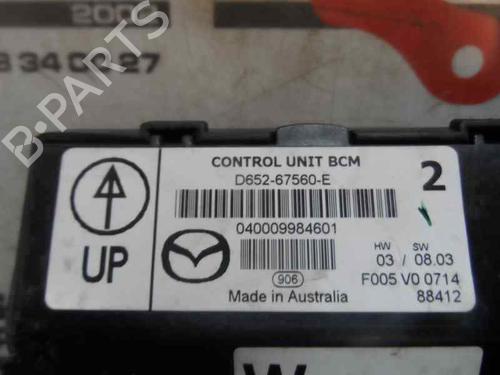 200
B-PARTS
CONTROL UNIT BCM
D652-67560-E
2
040009984601
UP
HW SW
03 / 08.03
906
F005 V0 0714
Made in Australia
88412